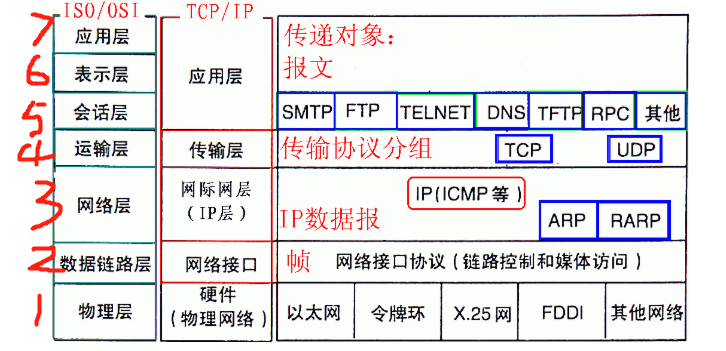 ISO/OSI TCP/IP
7 应用层 传递对象：
6 表示层 应用层 报文
5 会话层 SMTP FTP TELNET DNS TFTP RPC 其他
4 运输层 传输层 传输协议分组 TCP UDP
3 网络层 网际网层 IP(ICMP等)
(IP层) IP数据报 ARP RARP
2 数据链路层 网络接口 帧 网络接口协议(链路控制和媒体访问)
1 物理层 硬件 以太网 令牌环 X.25网 FDDI 其他网络
(物理网络)